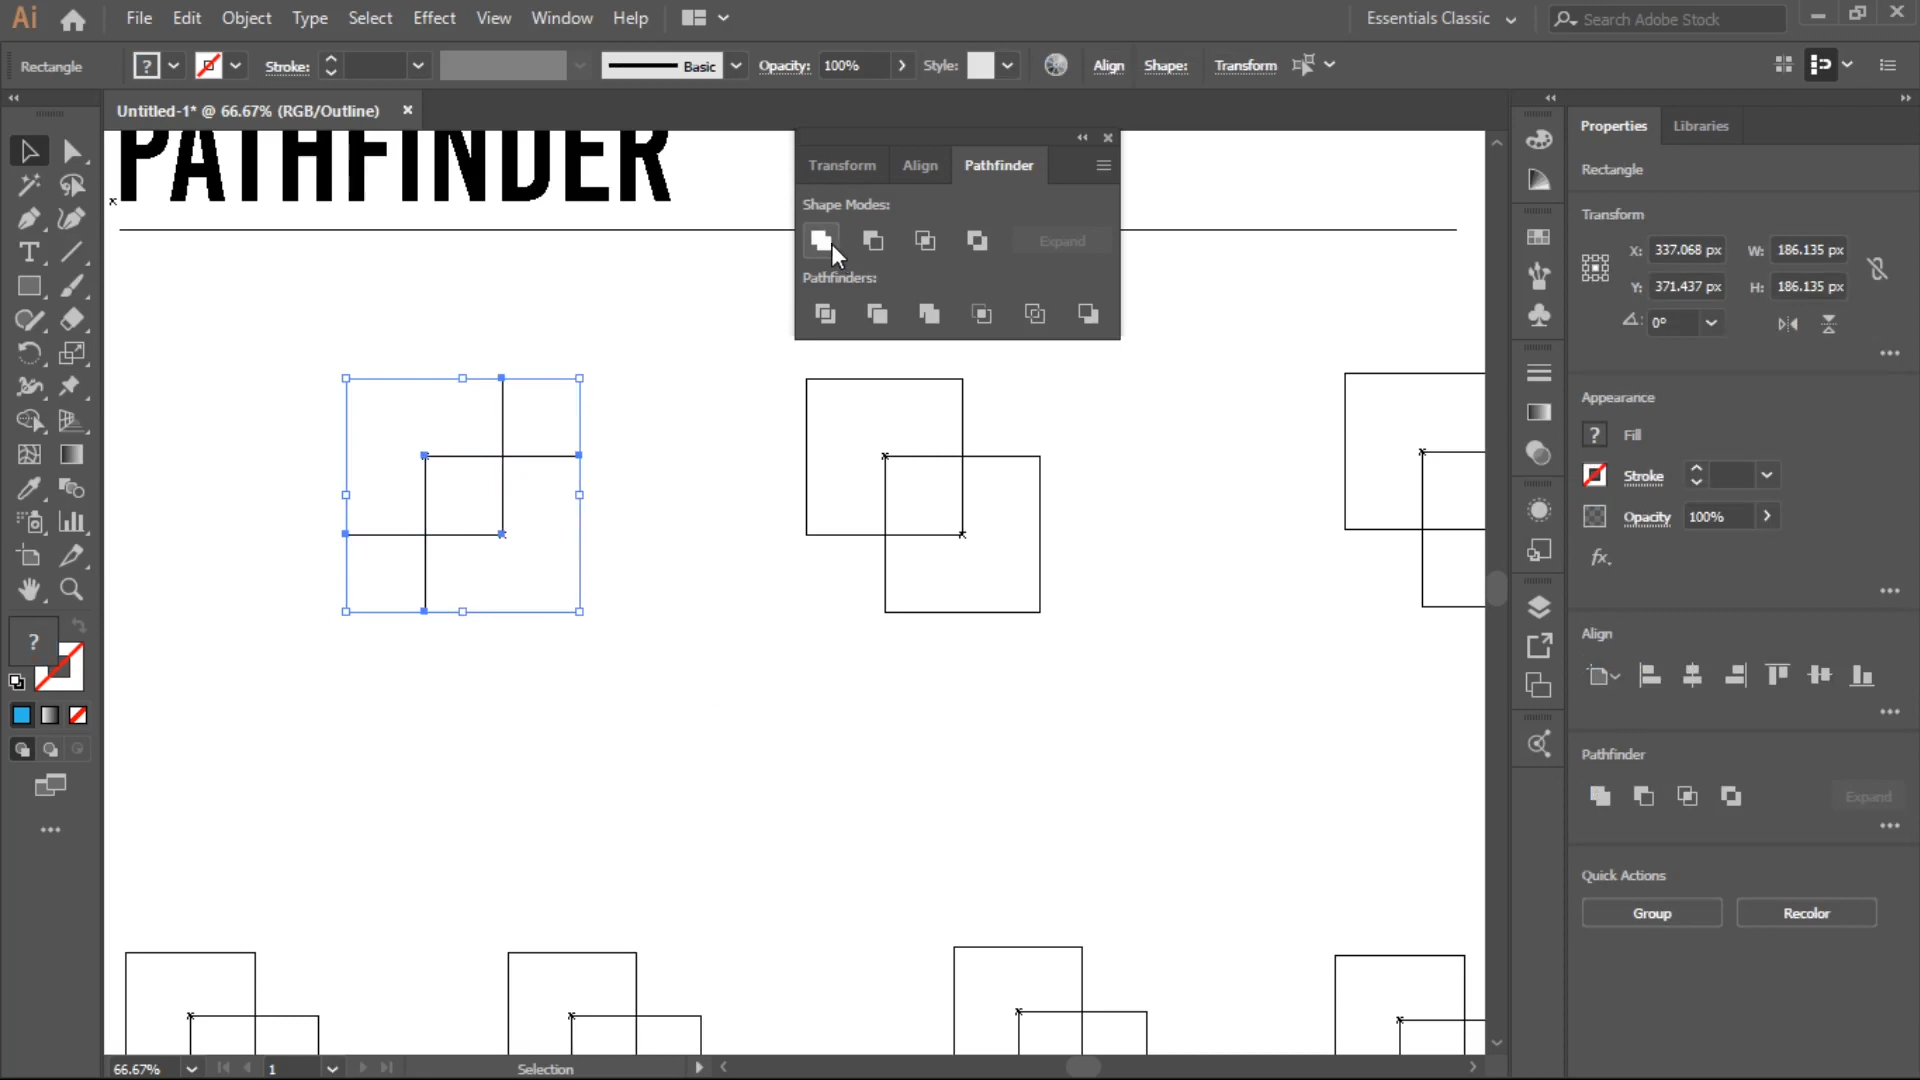 Ai File Edit Object Type Select Effect View Window Help Essentials Classic Search Adobe Stock
Rectangle ? Stroke: Basic Opacity: 100% Style: Align Shape: Transform
Untitled-1* @ 66.67% (RGB/Outline)
PATHFINDER
Transform Align Pathfinder
Shape Modes:
Expand
Pathfinders:
Properties Libraries
Rectangle
Transform
X: 337.068 px W: 186.135 px
Y: 371.437 px H: 186.135 px
0°
Appearance
? Fill
Stroke
Opacity 100%
fx.
Align
Pathfinder
Expand
Quick Actions
Group Recolor
T
?
66.67% 1 Selection